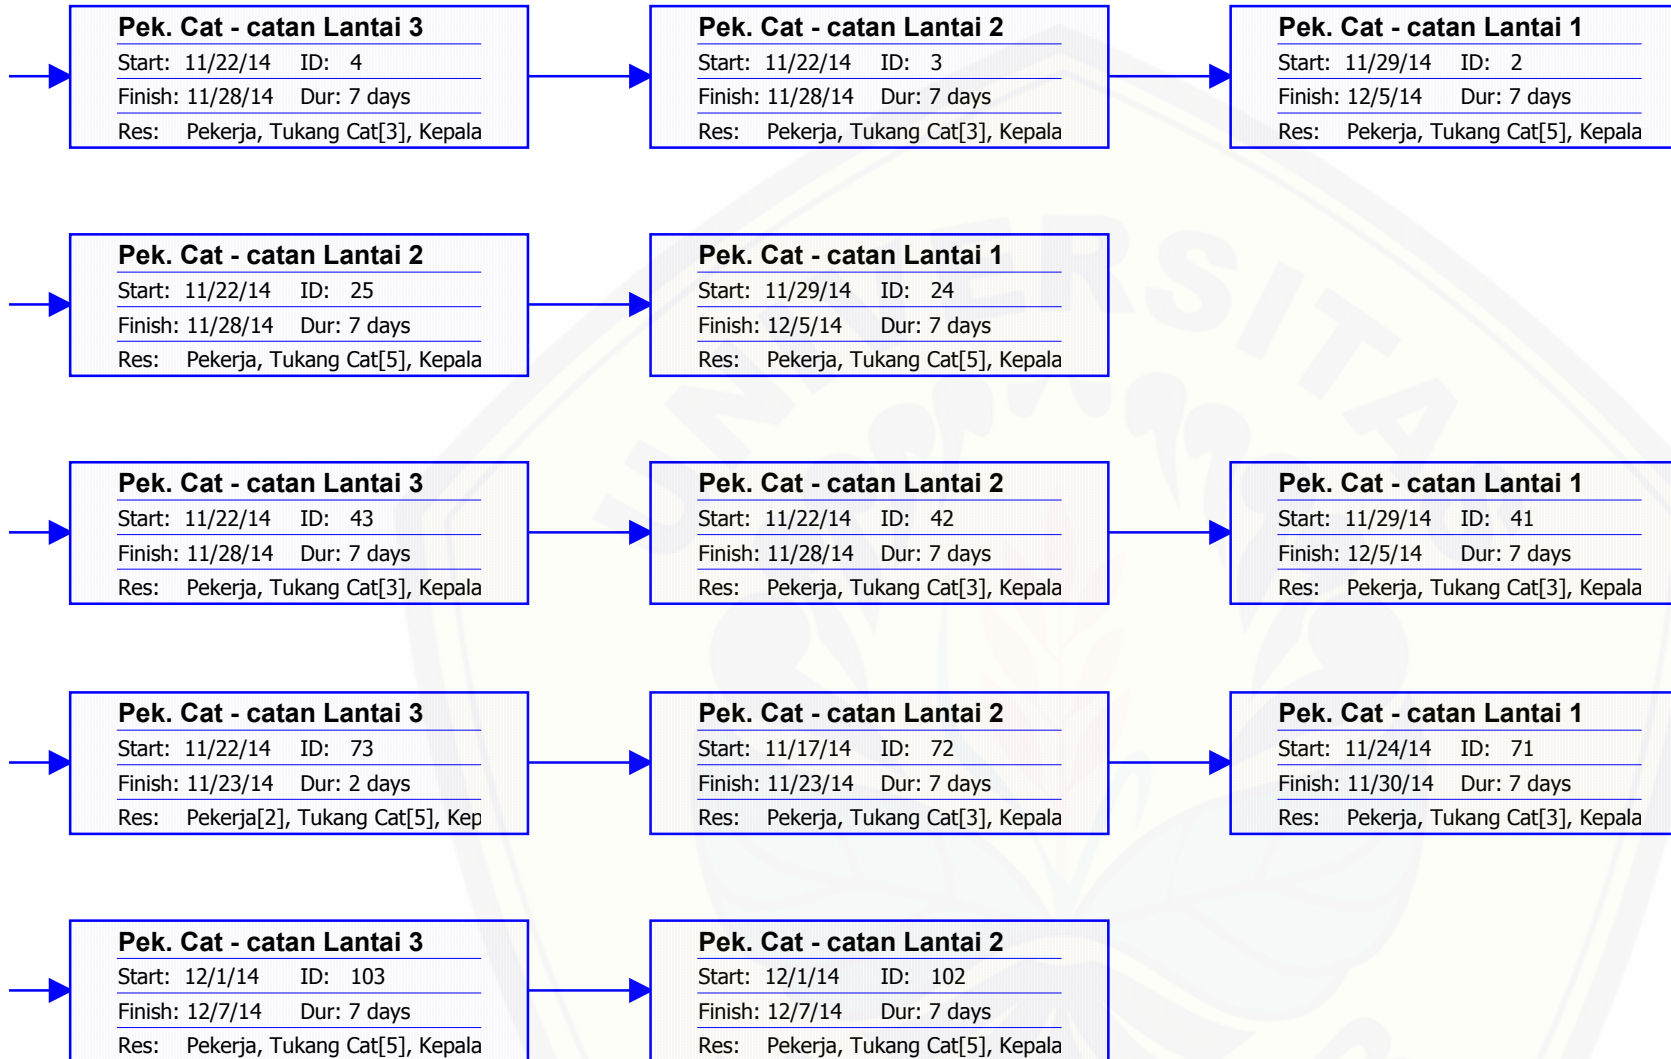 Pek. Cat - catan Lantai 3
Start: 11/22/14 ID: 4
Finish: 11/28/14 Dur: 7 days
Res: Pekerja, Tukang Cat[3], Kepala
Pek. Cat - catan Lantai 2
Start: 11/22/14 ID: 3
Finish: 11/28/14 Dur: 7 days
Res: Pekerja, Tukang Cat[3], Kepala
Pek. Cat - catan Lantai 1
Start: 11/29/14 ID: 2
Finish: 12/5/14 Dur: 7 days
Res: Pekerja, Tukang Cat[5], Kepala
Pek. Cat - catan Lantai 2
Start: 11/22/14 ID: 25
Finish: 11/28/14 Dur: 7 days
Res: Pekerja, Tukang Cat[5], Kepala
Pek. Cat - catan Lantai 1
Start: 11/29/14 ID: 24
Finish: 12/5/14 Dur: 7 days
Res: Pekerja, Tukang Cat[5], Kepala
Pek. Cat - catan Lantai 3
Start: 11/22/14 ID: 43
Finish: 11/28/14 Dur: 7 days
Res: Pekerja, Tukang Cat[3], Kepala
Pek. Cat - catan Lantai 2
Start: 11/22/14 ID: 42
Finish: 11/28/14 Dur: 7 days
Res: Pekerja, Tukang Cat[3], Kepala
Pek. Cat - catan Lantai 1
Start: 11/29/14 ID: 41
Finish: 12/5/14 Dur: 7 days
Res: Pekerja, Tukang Cat[3], Kepala
Pek. Cat - catan Lantai 3
Start: 11/22/14 ID: 73
Finish: 11/23/14 Dur: 2 days
Res: Pekerja[2], Tukang Cat[5], Kep
Pek. Cat - catan Lantai 2
Start: 11/17/14 ID: 72
Finish: 11/23/14 Dur: 7 days
Res: Pekerja, Tukang Cat[3], Kepala
Pek. Cat - catan Lantai 1
Start: 11/24/14 ID: 71
Finish: 11/30/14 Dur: 7 days
Res: Pekerja, Tukang Cat[3], Kepala
Pek. Cat - catan Lantai 3
Start: 12/1/14 ID: 103
Finish: 12/7/14 Dur: 7 days
Res: Pekerja, Tukang Cat[5], Kepala
Pek. Cat - catan Lantai 2
Start: 12/1/14 ID: 102
Finish: 12/7/14 Dur: 7 days
Res: Pekerja, Tukang Cat[5], Kepala
UNIVERSITAS